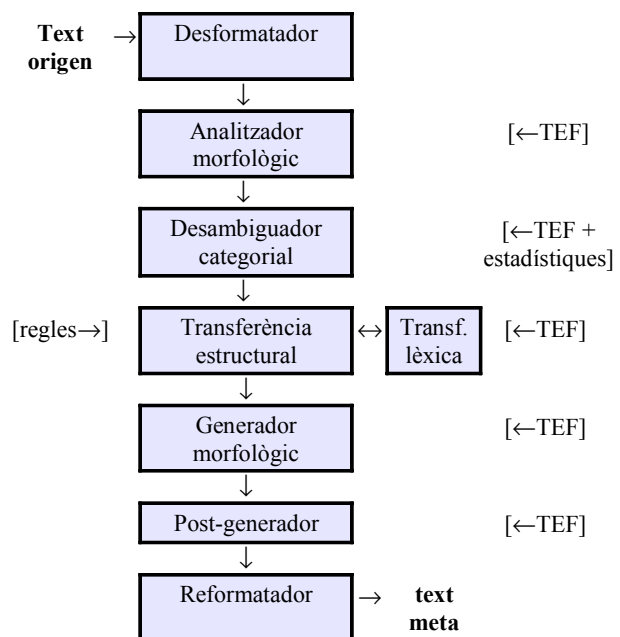 Text → Desformatador
origen
↓
Analitzador [←TEF]
morfològic
↓
Desambiguador [←TEF +
categorial estadístiques]
↓
[regles→] Transferència ↔ Transf. [←TEF]
estructural lèxica
↓
Generador [←TEF]
morfològic
↓
Post-generador [←TEF]
↓
Reformatador → text
meta